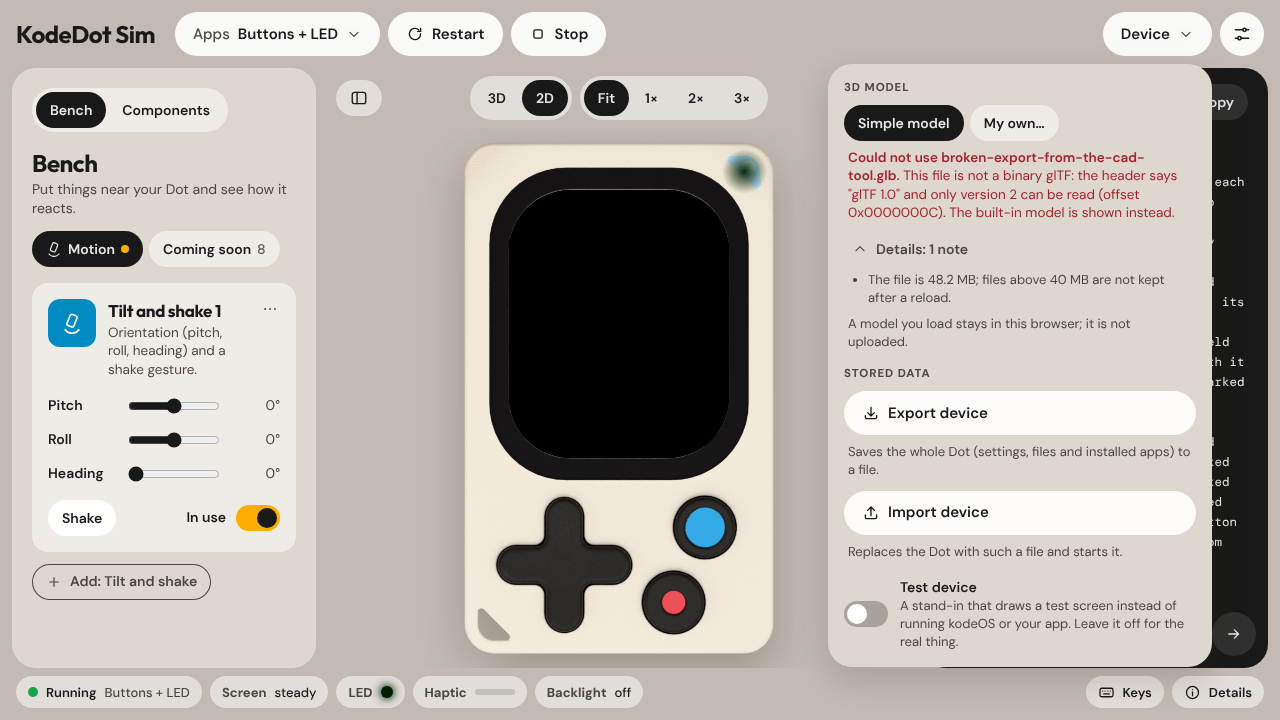 KodeDot Sim
Apps Buttons + LED
Restart
Stop
Device
Bench
Components
Bench
Put things near your Dot and see how it
reacts.
Motion
Coming soon 8
Tilt and shake 1
...
Orientation (pitch,
roll, heading) and a
shake gesture.
Pitch 0°
Roll 0°
Heading 0°
Shake
In use
+ Add: Tilt and shake
3D
2D
Fit
1×
2×
3×
3D MODEL
Simple model
My own...
Could not use broken-export-from-the-cad-
tool.glb. This file is not a binary glTF: the header says
"glTF 1.0" and only version 2 can be read (offset
0x0000000C). The built-in model is shown instead.
Details: 1 note
• The file is 48.2 MB; files above 40 MB are not kept
after a reload.
A model you load stays in this browser; it is not
uploaded.
STORED DATA
Export device
Saves the whole Dot (settings, files and installed apps) to
a file.
Import device
Replaces the Dot with such a file and starts it.
Test device
A stand-in that draws a test screen instead of
running kodeOS or your app. Leave it off for the
real thing.
each
its
it
Running Buttons + LED
Screen steady
LED
Haptic
Backlight off
Keys
Details